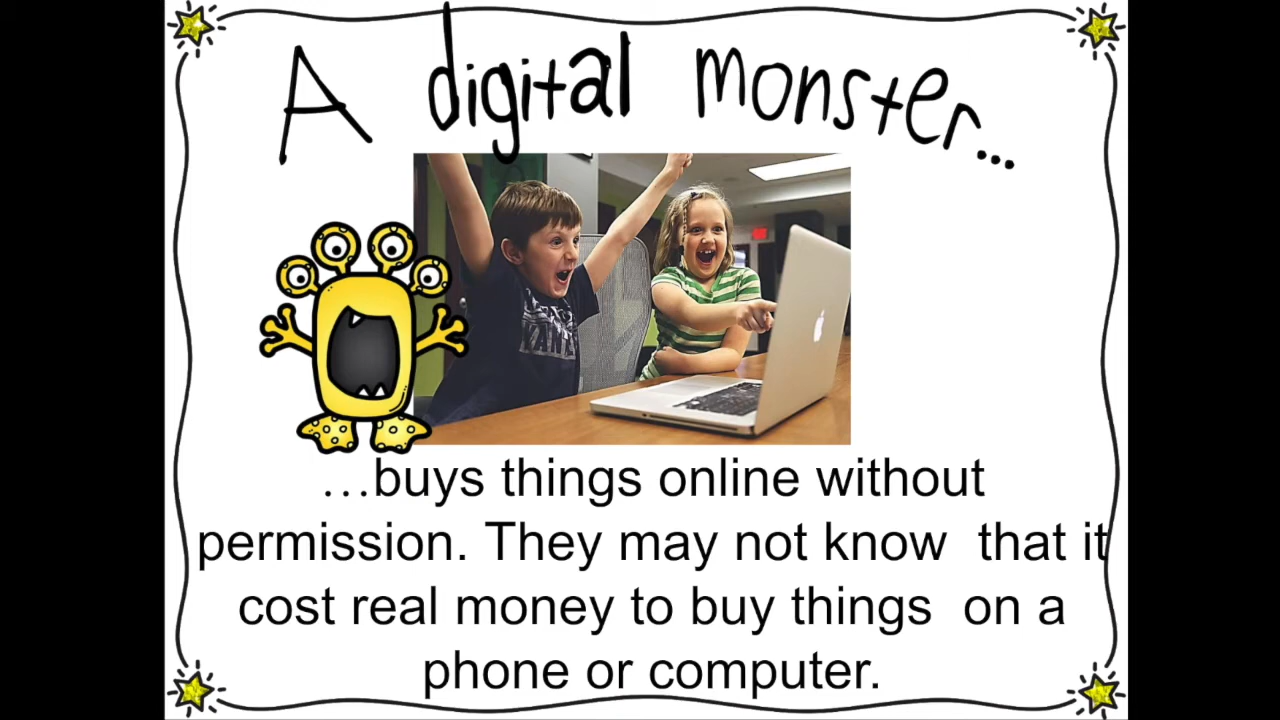 A digital monster...
…buys things online without
permission. They may not know  that it
cost real money to buy things  on a
phone or computer.